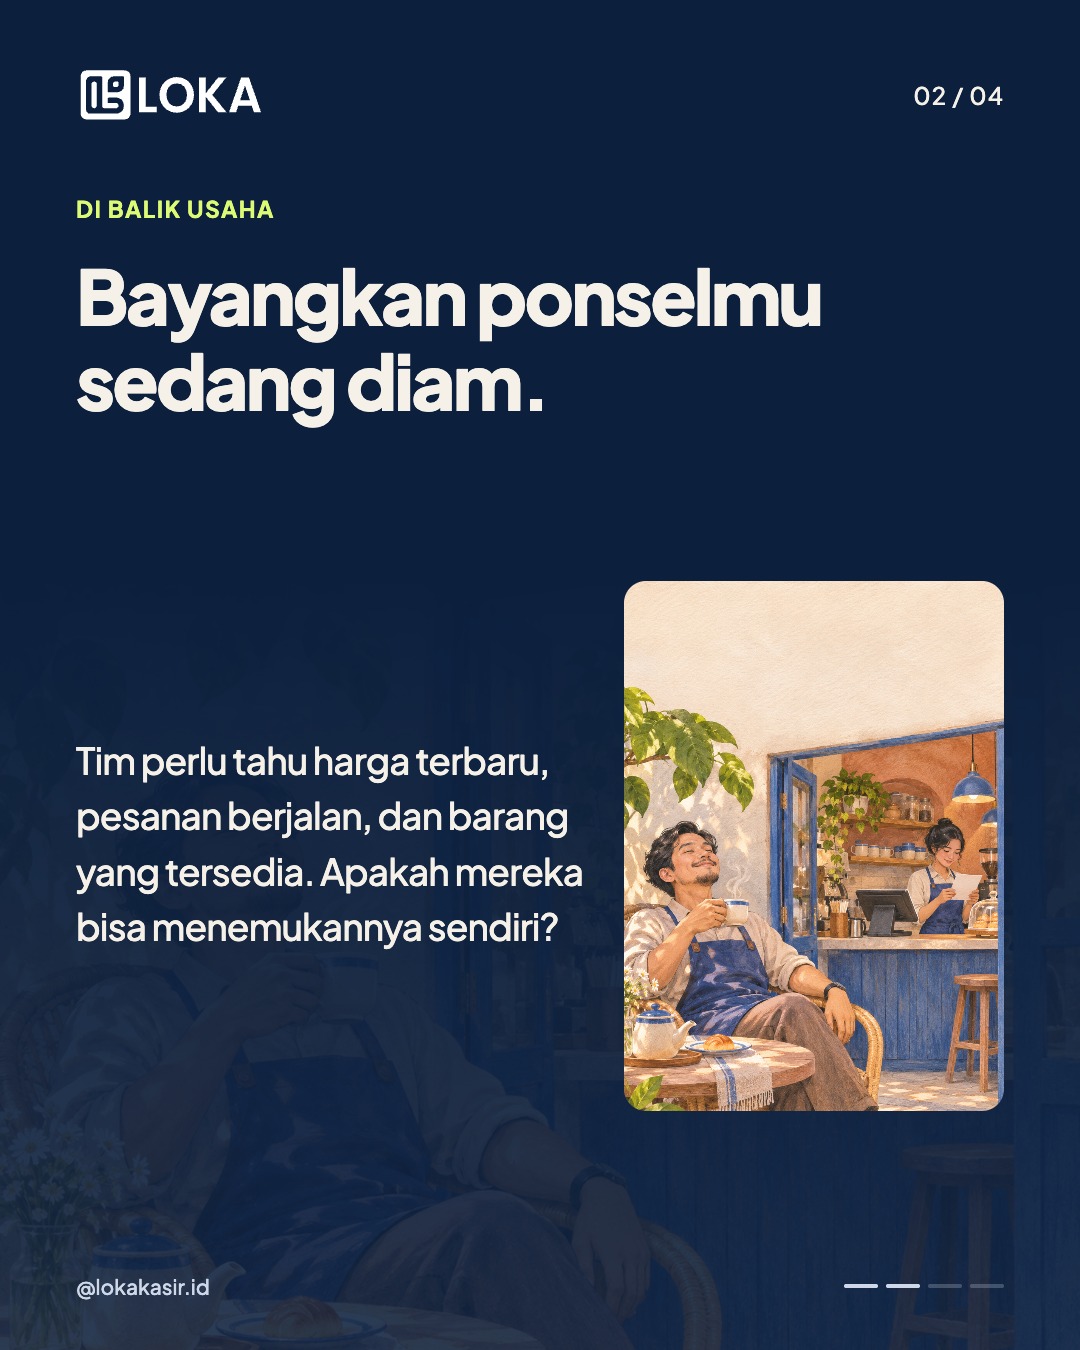 LOKA
02 / 04
DI BALIK USAHA
Bayangkan ponselmu
sedang diam.
Tim perlu tahu harga terbaru,
pesanan berjalan, dan barang
yang tersedia. Apakah mereka
bisa menemukannya sendiri?
@lokakasir.id